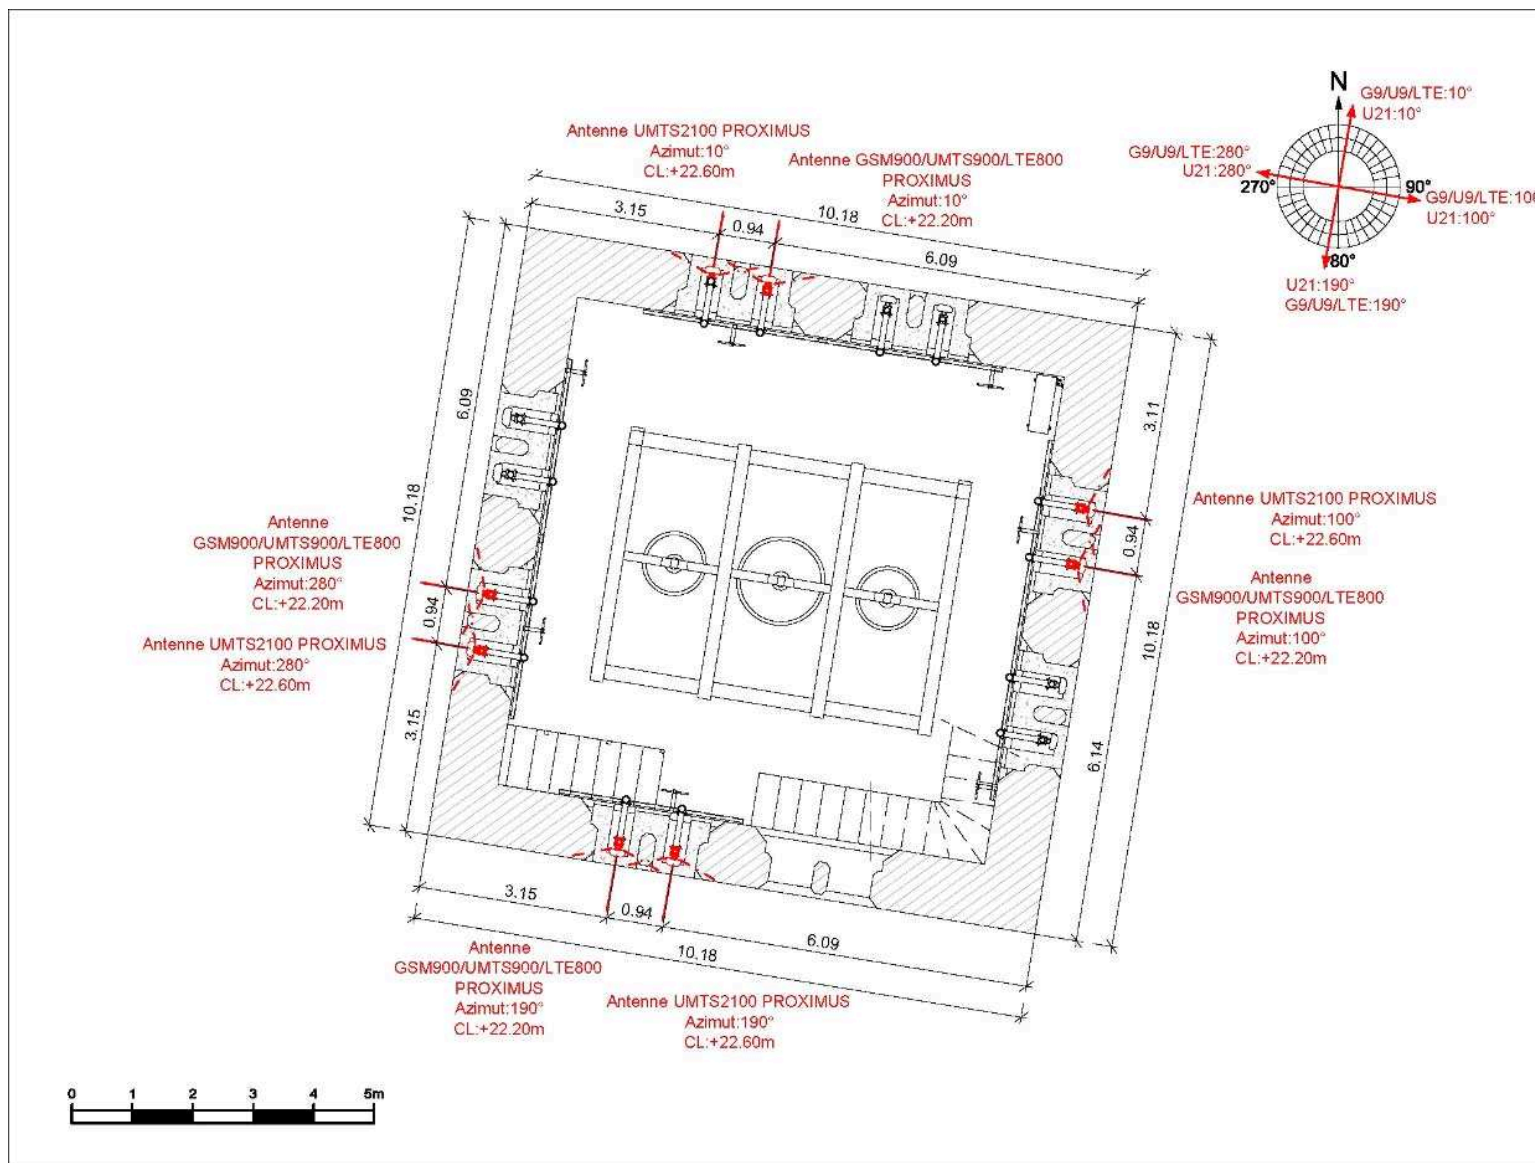 N
G9/U9/LTE:10°
U21:10°
G9/U9/LTE:280°
U21:280°
270°
90°
G9/U9/LTE:100
U21:100°
80°
U21:190°
G9/U9/LTE:190°
Antenne UMTS2100 PROXIMUS
Azimut:10°
CL:+22.60m
Antenne GSM900/UMTS900/LTE800
PROXIMUS
Azimut:10°
CL:+22.20m
3.15
0.94
10.18
6.09
6.09
10.18
3.11
0.94
10.18
6.14
Antenne UMTS2100 PROXIMUS
Azimut:100°
CL:+22.60m
Antenne
GSM900/UMTS900/LTE800
PROXIMUS
Azimut:100°
CL:+22.20m
Antenne
GSM900/UMTS900/LTE800
PROXIMUS
Azimut:280°
CL:+22.20m
0.94
Antenne UMTS2100 PROXIMUS
Azimut:280°
CL:+22.60m
3.15
3.15
0.94
6.09
10.18
Antenne
GSM900/UMTS900/LTE800
PROXIMUS
Azimut:190°
CL:+22.20m
Antenne UMTS2100 PROXIMUS
Azimut:190°
CL:+22.60m
0 1 2 3 4 5m